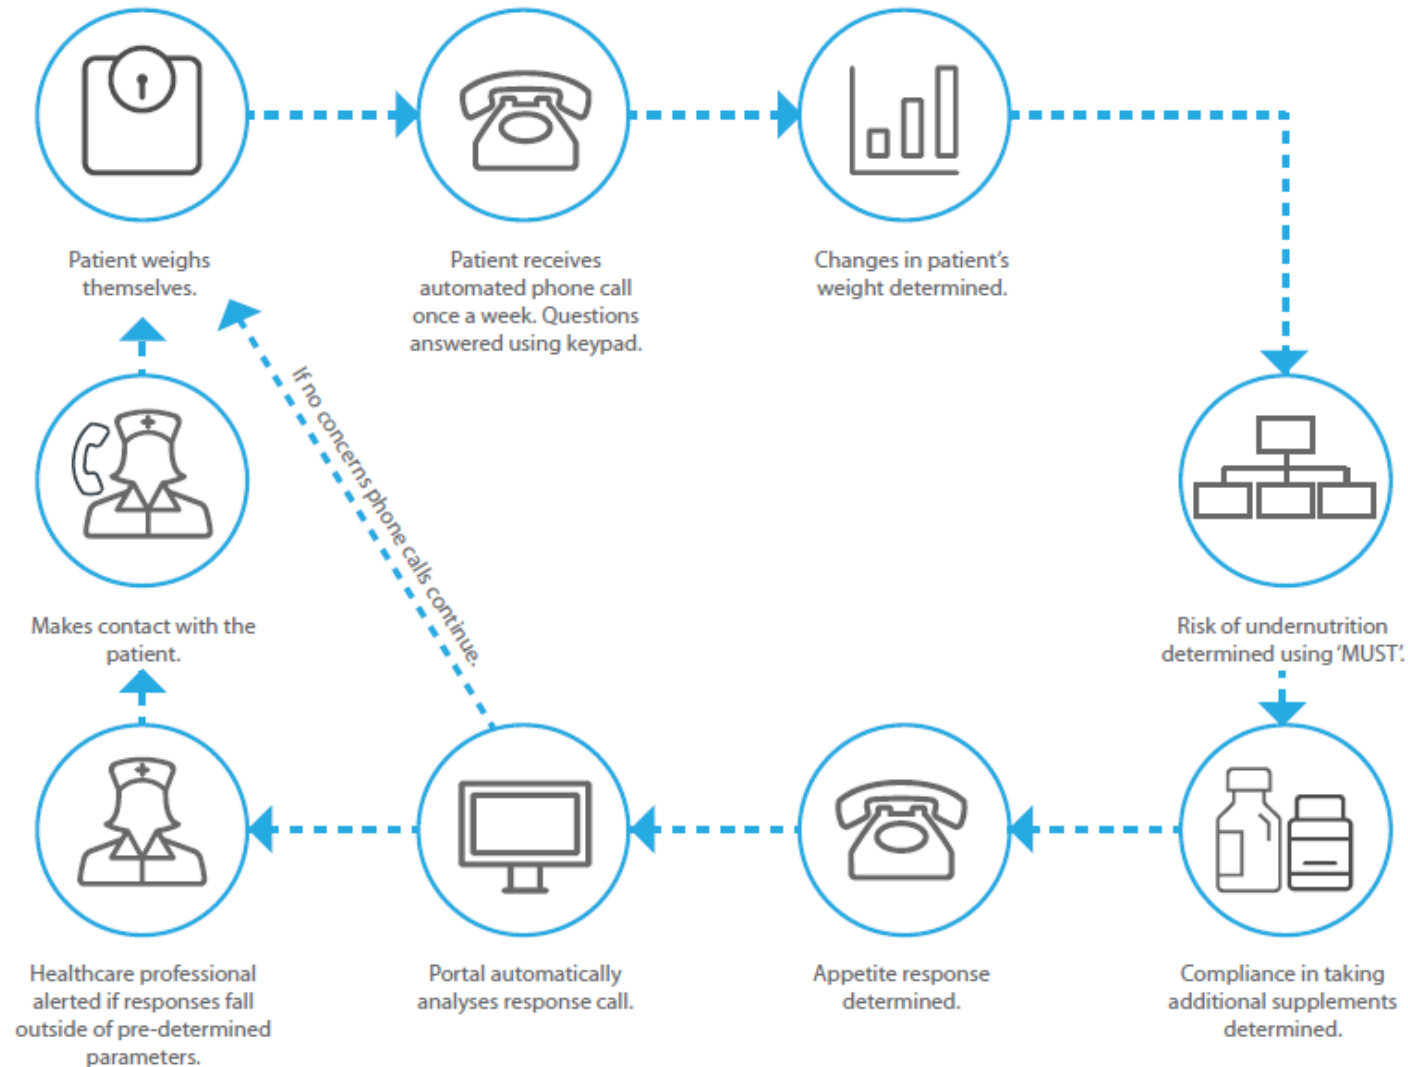 Patient weighs
themselves.
Patient receives
automated phone call
once a week. Questions
answered using keypad.
Changes in patient's
weight determined.
If no concerns phone calls continue.
Makes contact with the
patient.
Risk of undernutrition
determined using 'MUST'.
Healthcare professional
alerted if responses fall
outside of pre-determined
parameters.
Portal automatically
analyses response call.
Appetite response
determined.
Compliance in taking
additional supplements
determined.